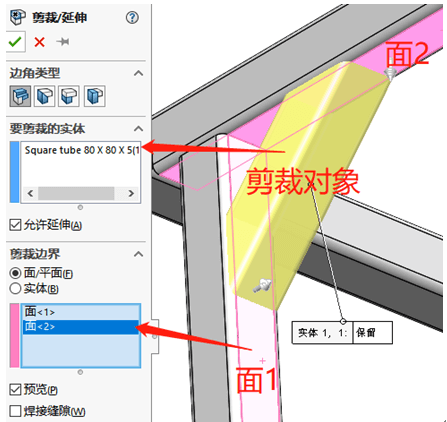 剪裁/延伸
边角类型
要剪裁的实体
Square tube 80 X 80 X 5(1
允许延伸(A)
剪裁边界
面/平面(F)
实体(B)
面<1>
面<2>
预览(P)
焊接缝隙(W)
面2
剪裁对象
实体 1, 1: 保留
面1